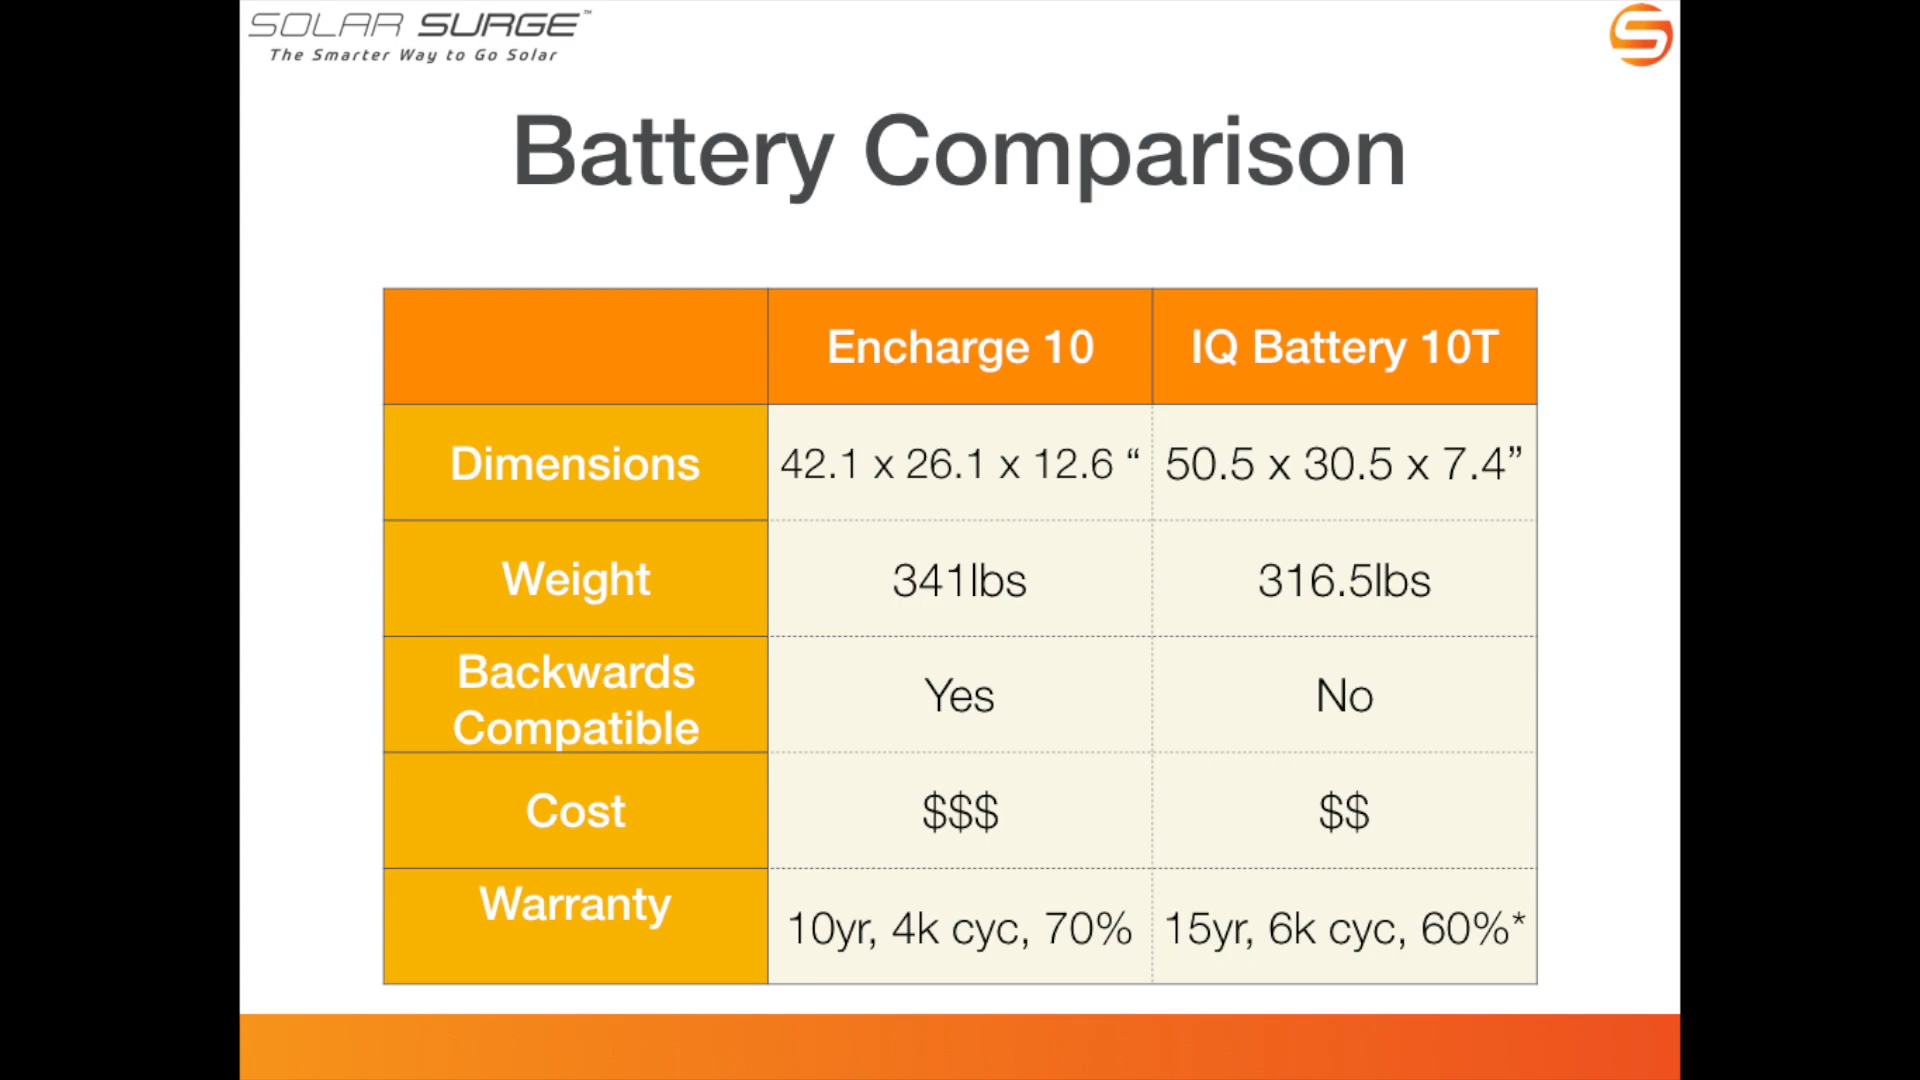 SOLAR SURGE™
The Smarter Way to Go Solar
Battery Comparison
Encharge 10
IQ Battery 10T
Dimensions
42.1 x 26.1 x 12.6 “
50.5 x 30.5 x 7.4”
Weight
341lbs
316.5lbs
Backwards
Compatible
Yes
No
Cost
$$$
$$
Warranty
10yr, 4k cyc, 70%
15yr, 6k cyc, 60%*